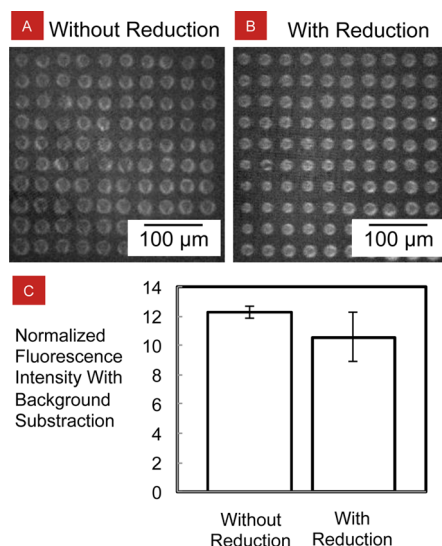 A Without Reduction
B With Reduction
100 µm
100 µm
C
Normalized
Fluorescence
Intensity With
Background
Substraction
14
12
10
8
6
4
2
0
Without
Reduction
With
Reduction